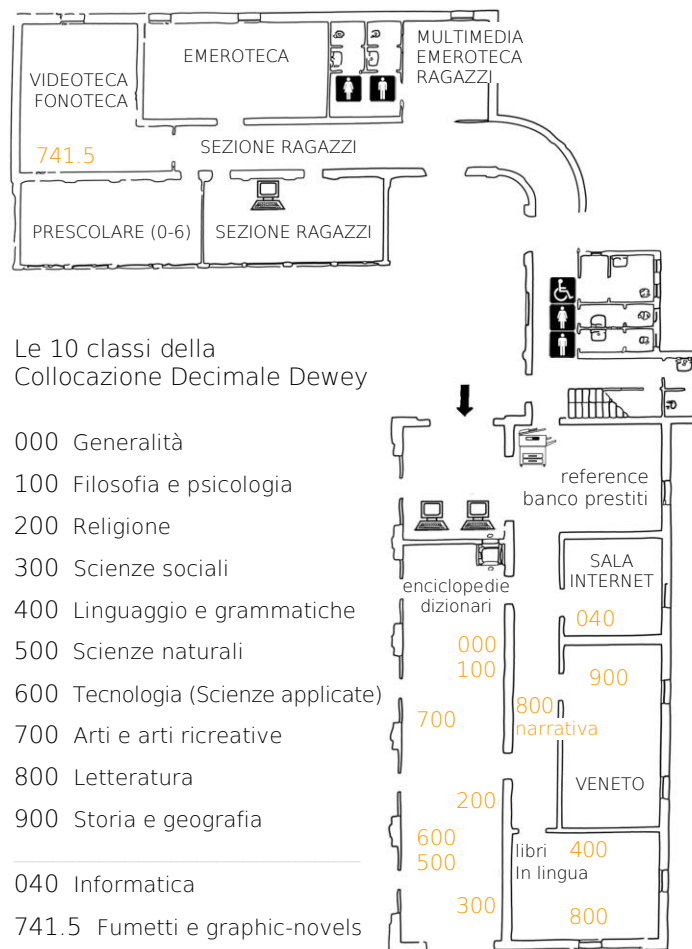 VIDEOTECA
FONOTECA
741.5
EMEROTECA
MULTIMEDIA
EMEROTECA
RAGAZZI
SEZIONE RAGAZZI
PRESCOLARE (0-6)
SEZIONE RAGAZZI
Le 10 classi della
Collocazione Decimale Dewey
000 Generalità
100 Filosofia e psicologia
200 Religione
300 Scienze sociali
400 Linguaggio e grammatiche
500 Scienze naturali
600 Tecnologia (Scienze applicate)
700 Arti e arti ricreative
800 Letteratura
900 Storia e geografia
040 Informatica
741.5 Fumetti e graphic-novels
reference
banco prestiti
SALA
INTERNET
040
enciclopedie
dizionari
000
100
700
200
600
500
300
800
narrativa
900
VENETO
libri
In lingua
400
800